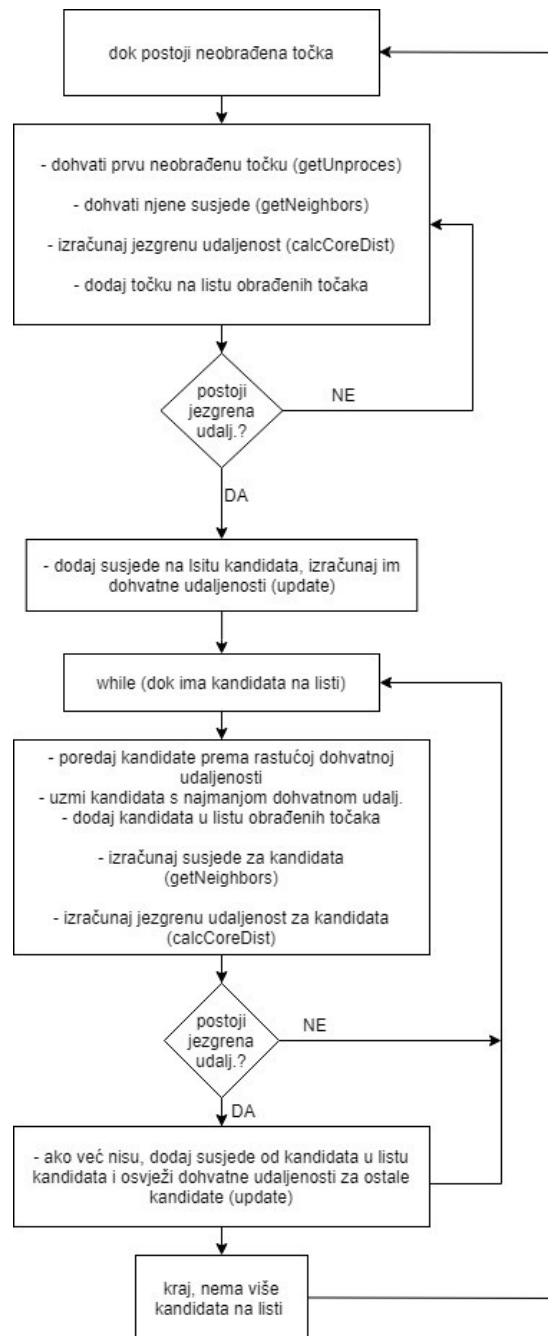 dok postoji neobrađena točka
- dohvati prvu neobrađenu točku (getUnproces)
- dohvati njene susjede (getNeighbors)
- izračunaj jezgrenu udaljenost (calcCoreDist)
- dodaj točku na listu obrađenih točaka
postoji
jezgrena
udalj.?
NE
DA
- dodaj susjede na lsitu kandidata, izračunaj im
dohvatne udaljenosti (update)
while (dok ima kandidata na listi)
- poredaj kandidate prema rastućoj dohvatnoj
udaljenosti
- uzmi kandidata s najmanjom dohvatnom udalj.
- dodaj kandidata u listu obrađenih točaka
- izračunaj susjede za kandidata
(getNeighbors)
- izračunaj jezgrenu udaljenost za kandidata
(calcCoreDist)
postoji
jezgrena
udalj.?
NE
DA
- ako već nisu, dodaj susjede od kandidata u listu
kandidata i osvježi dohvatne udaljenosti za ostale
kandidate (update)
kraj, nema više
kandidata na listi